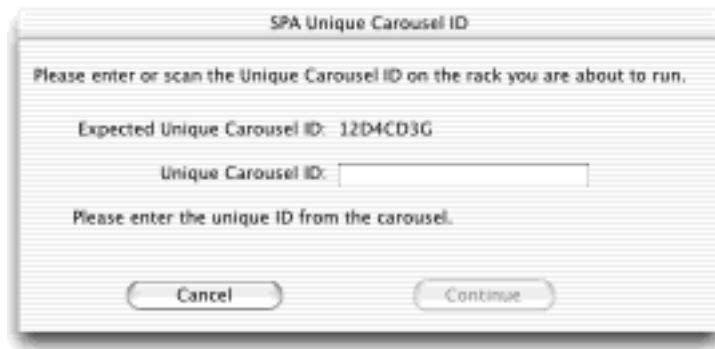 SPA Unique Carousel ID
Please enter or scan the Unique Carousel ID on the rack you are about to run.
Expected Unique Carousel ID: 12D4CD3G
Unique Carousel ID:
Please enter the unique ID from the carousel.
Cancel Continue